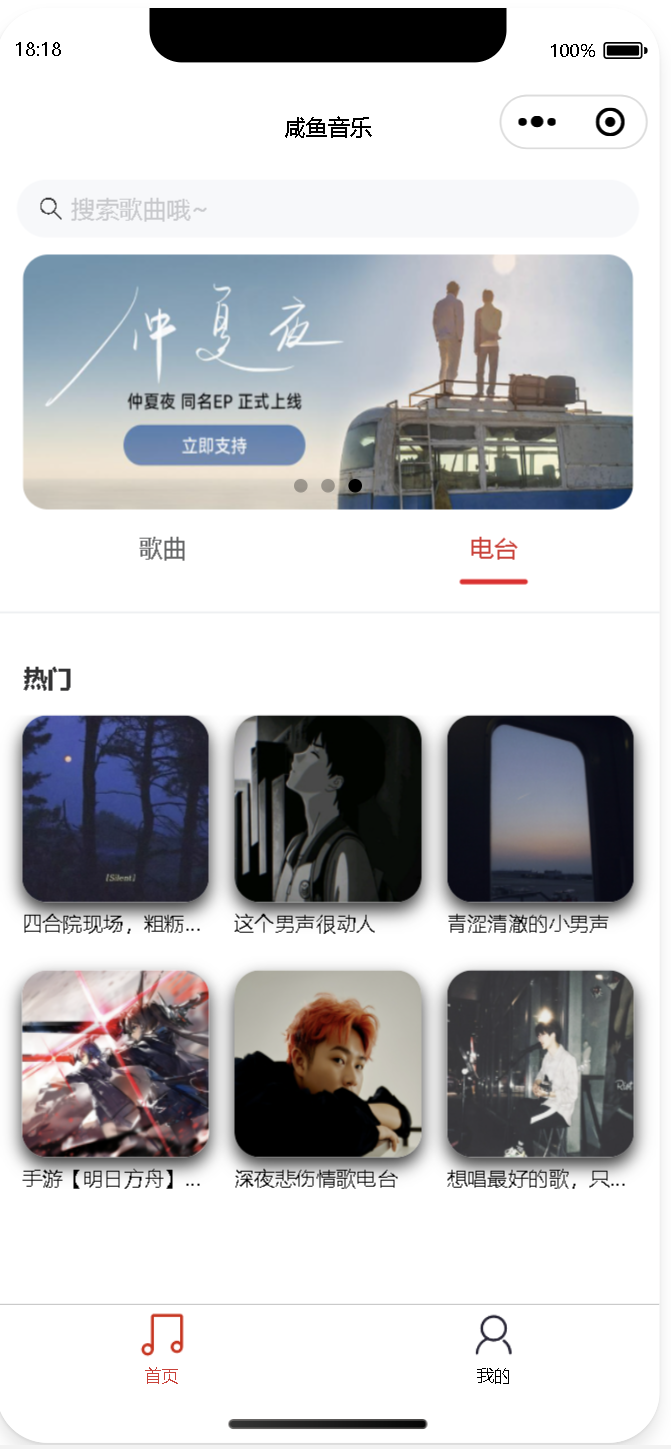 18:18
100%
咸鱼音乐
搜索歌曲哦~
仲夏夜
仲夏夜 同名EP 正式上线
立即支持
歌曲
电台
热门
[Silent]
四合院现场，粗粝...
这个男声很动人
青涩清澈的小男声
手游【明日方舟】...
深夜悲伤情歌电台
想唱最好的歌，只...
首页
我的